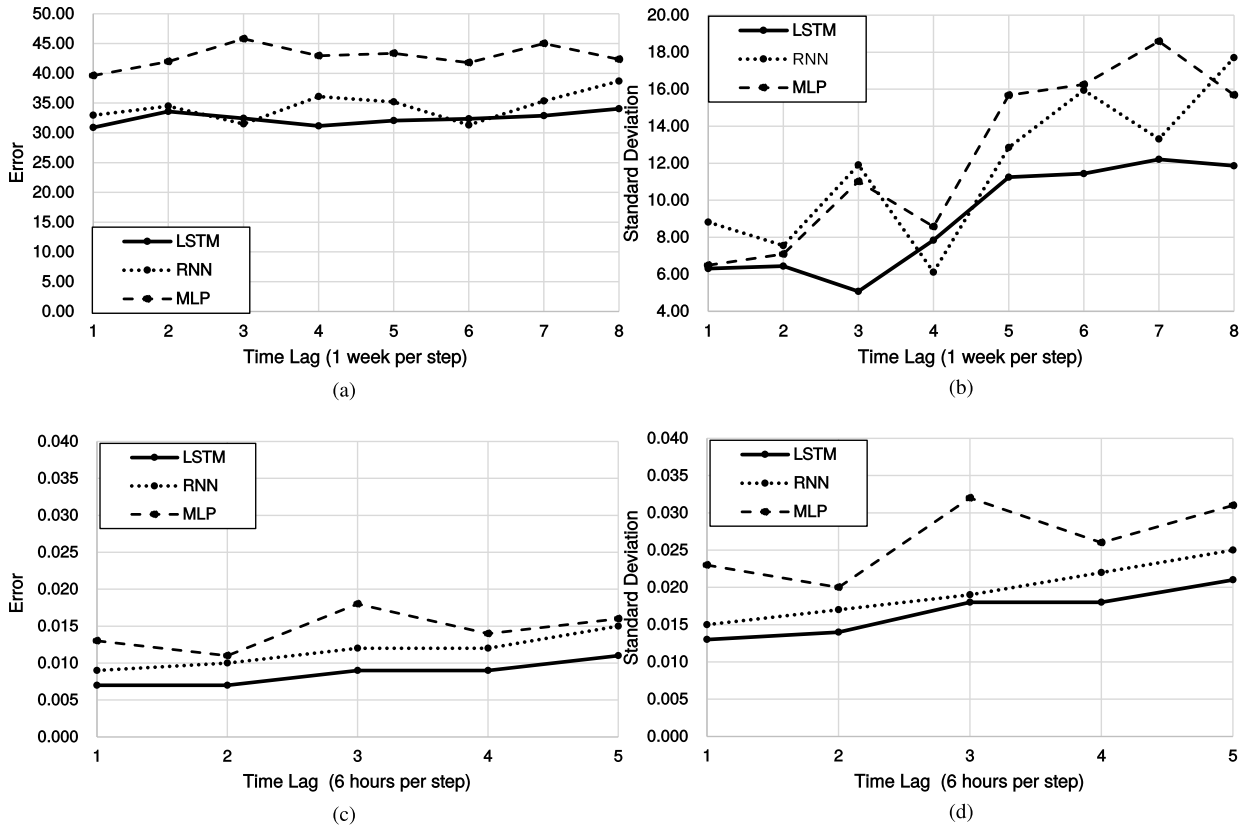 50.00
45.00
40.00
35.00
30.00
25.00
20.00
15.00
10.00
5.00
0.00
Error
LSTM
RNN
MLP
1 2 3 4 5 6 7 8
Time Lag (1 week per step)
(a)
20.00
18.00
16.00
14.00
12.00
10.00
8.00
6.00
4.00
Standard Deviation
LSTM
RNN
MLP
1 2 3 4 5 6 7 8
Time Lag (1 week per step)
(b)
0.040
0.035
0.030
0.025
0.020
0.015
0.010
0.005
0.000
Error
LSTM
RNN
MLP
1 2 3 4 5
Time Lag (6 hours per step)
(c)
0.040
0.035
0.030
0.025
0.020
0.015
0.010
0.005
0.000
Standard Deviation
LSTM
RNN
MLP
1 2 3 4 5
Time Lag (6 hours per step)
(d)